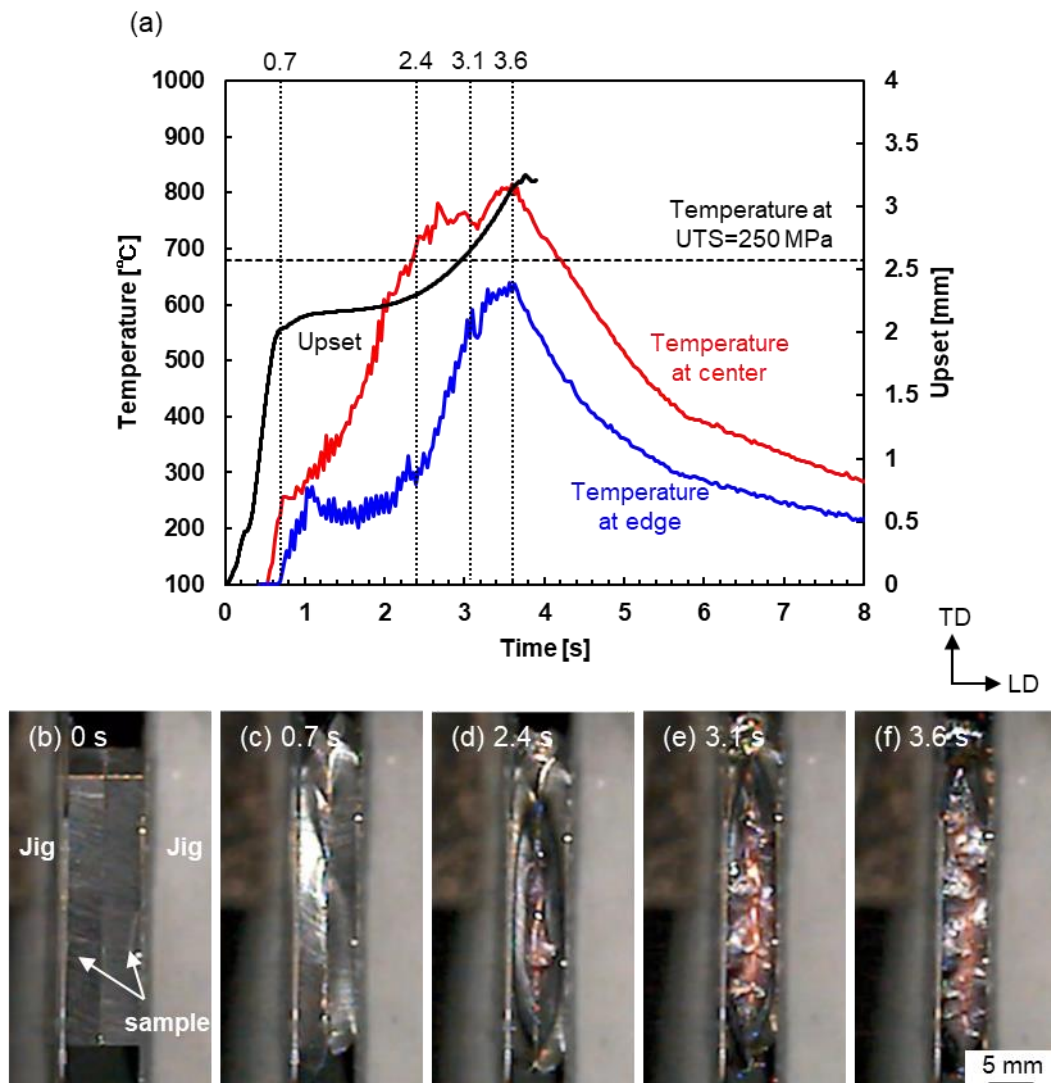 (a)
0.7 2.4 3.1 3.6
1000 4
900 3.5
800 3
Temperature at
UTS=250 MPa
700 2.5
600 2
Upset
Temperature
at center
500 1.5
400 1
300
Temperature
at edge
200 0.5
100 0
Temperature [°C]
Upset [mm]
0 1 2 3 4 5 6 7 8
Time [s]
TD
LD
(b) 0 s (c) 0.7 s (d) 2.4 s (e) 3.1 s (f) 3.6 s
Jig Jig
sample
5 mm